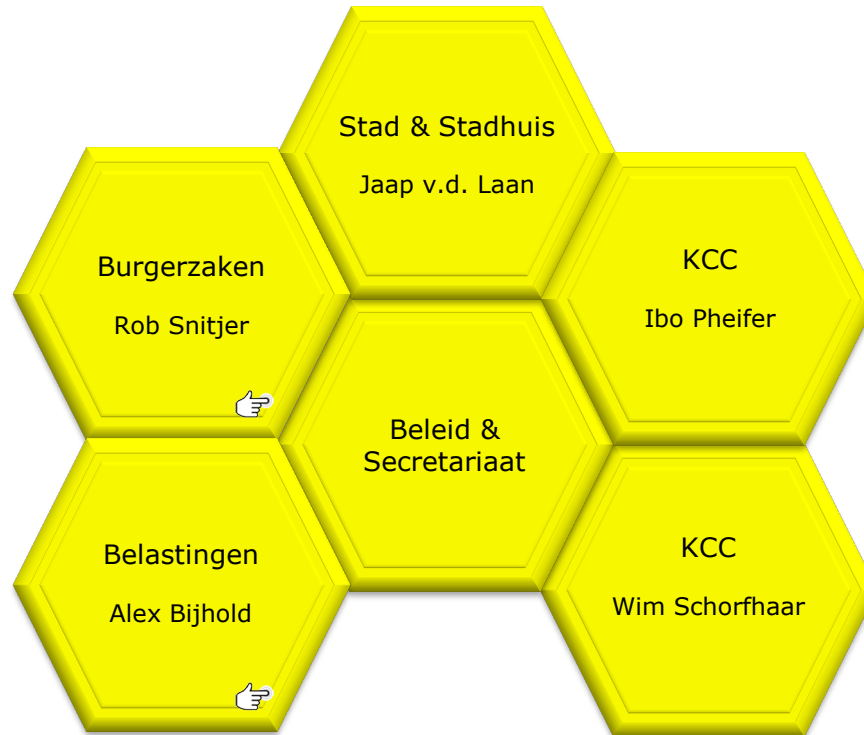 Stad & Stadhuis
Jaap v.d. Laan
Burgerzaken
Rob Snitjer
KCC
Ibo Pheifer
Beleid &
Secretariaat
Belastingen
Alex Bijhold
KCC
Wim Schorfhaar